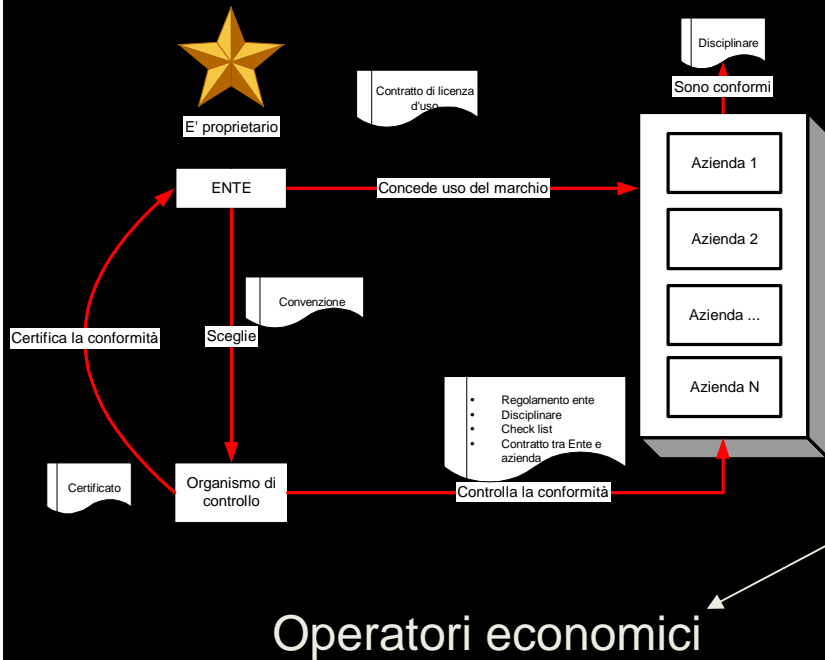 Disciplinare
Sono conformi
Contratto di licenza
d'uso
E' proprietario
ENTE
Concede uso del marchio
Azienda 1
Azienda 2
Azienda ...
Azienda N
Convenzione
Certifica la conformità
Sceglie
• Regolamento ente
• Disciplinare
• Check list
• Contratto tra Ente e
azienda
Certificato
Organismo di
controllo
Controlla la conformità
Operatori economici